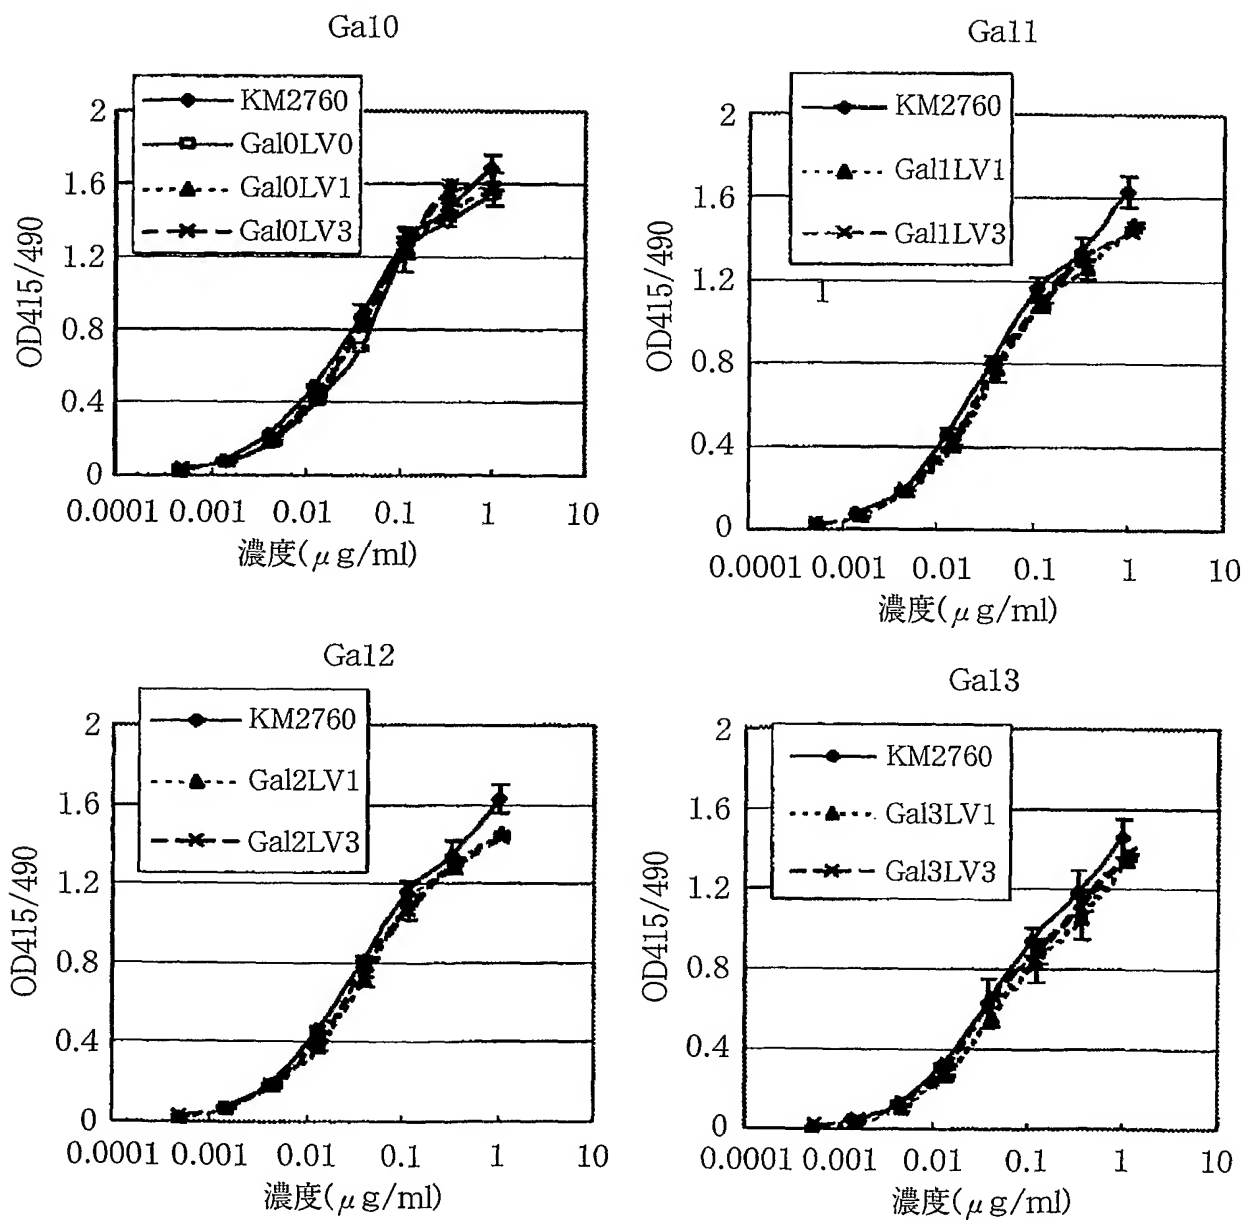 Gal0
KM2760
Gal0LV0
Gal0LV1
Gal0LV3
OD415/490
2
1.6
1.2
0.8
0.4
0
0.0001 0.001 0.01 0.1 1 10
濃度(μg/ml)
Gal1
KM2760
Gal1LV1
Gal1LV3
1
OD415/490
2
1.6
1.2
0.8
0.4
0
0.0001 0.001 0.01 0.1 1 10
濃度(μg/ml)
Gal2
KM2760
Gal2LV1
Gal2LV3
OD415/490
2
1.6
1.2
0.8
0.4
0
0.0001 0.001 0.01 0.1 1 10
濃度(μg/ml)
Gal3
KM2760
Gal3LV1
Gal3LV3
OD415/490
2
1.6
1.2
0.8
0.4
0
0.0001 0.001 0.01 0.1 1 10
濃度(μg/ml)